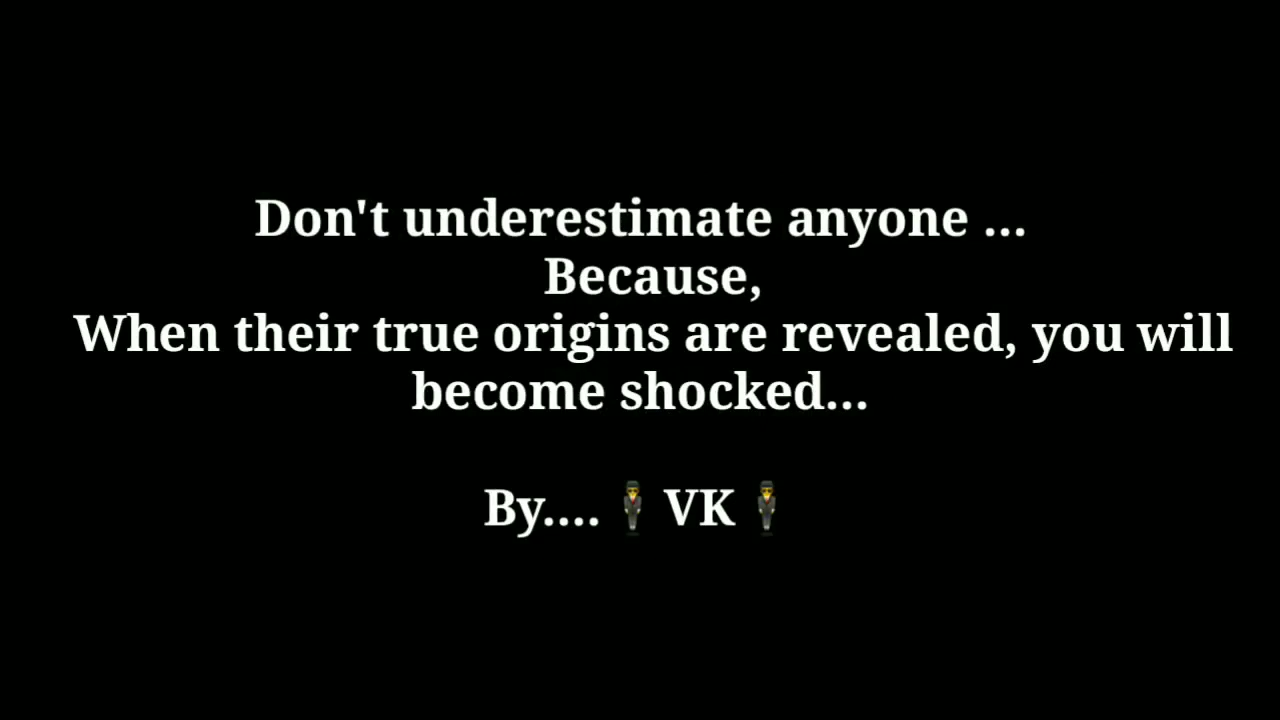 Don't underestimate anyone ...
Because,
When their true origins are revealed, you will
become shocked...
By....🕴VK🕴